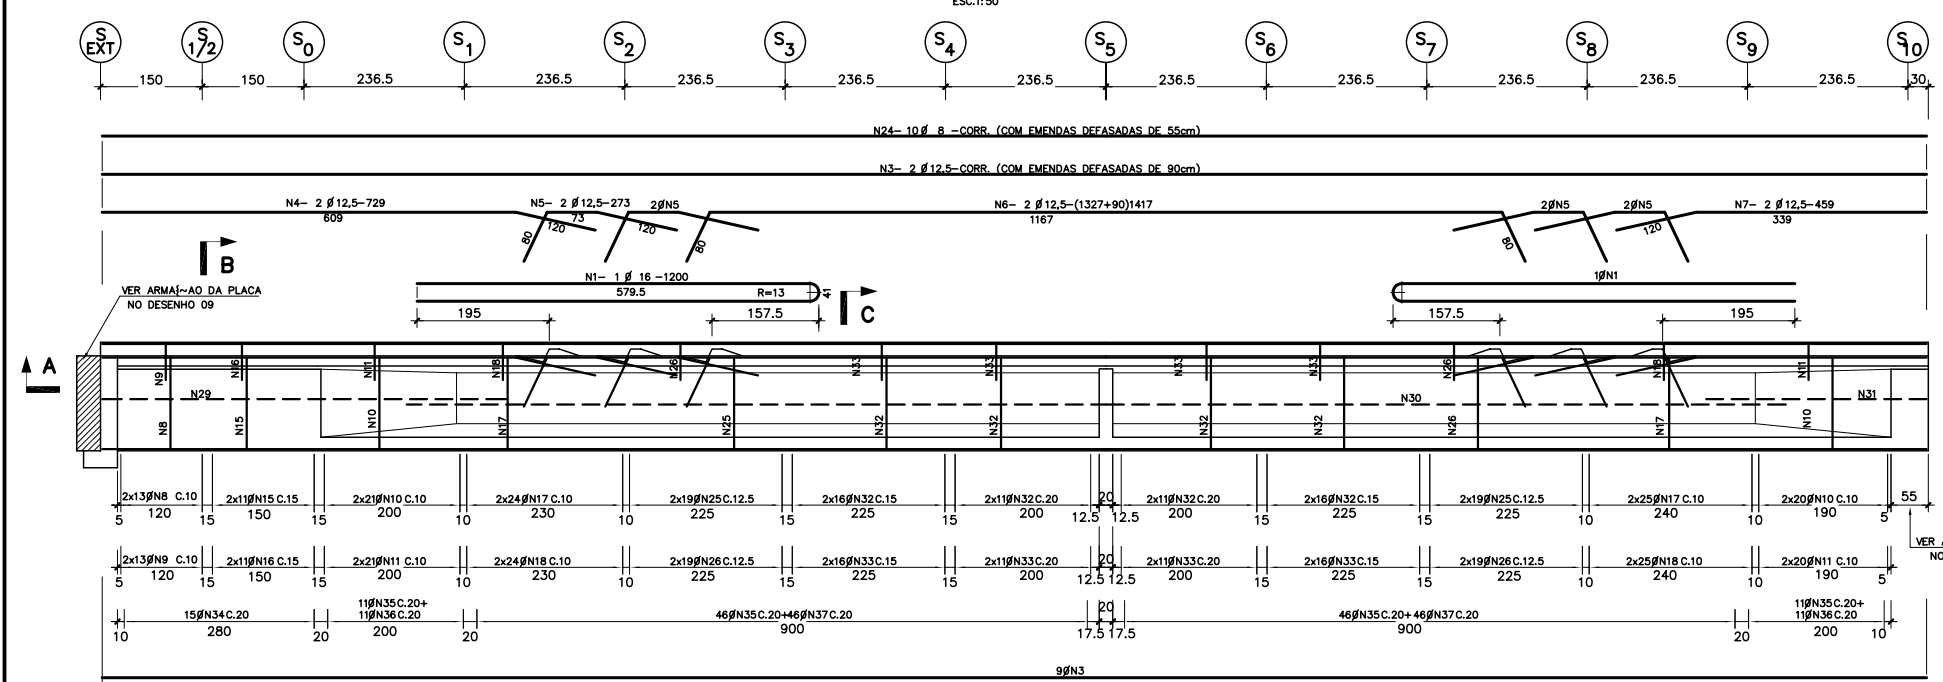 ESC.1:50
S EXT S 1/2 S0 S1 S2 S3 S4 S5 S6 S7 S8 S9 S10
150 150 236.5 236.5 236.5 236.5 236.5 236.5 236.5 236.5 236.5 236.5 30
N24- 10Ø 8 -CORR. (COM EMENDAS DEFASADAS DE 55cm)
N3- 2 Ø 12,5-CORR. (COM EMENDAS DEFASADAS DE 90cm)
N4- 2 Ø 12,5-729 N5- 2 Ø 12,5-273 2ØN5 N6- 2 Ø 12,5-(1327+90)1417 2ØN5 2ØN5 N7- 2 Ø 12,5-459
609 73 1167 339
80 120 120 80 80 120
B
N1- 1 Ø 16 -1200 1ØN1
579.5 R=13 41
VER ARMAÍ~AO DA PLACA
NO DESENHO 09
195 157.5 C 157.5 195
A
N9 N16 N11 N18 N26 N33 N33 N33 N33 N26 N18 N11
N29 N30 N31
N8 N15 N10 N17 N25 N32 N32 N32 N32 N26 N17 N10
2x13ØN8 C.10 2x11ØN15 C.15 2x21ØN10 C.10 2x24ØN17 C.10 2x19ØN25 C.12.5 2x16ØN32 C.15 2x11ØN32 C.20 20 2x11ØN32 C.20 2x16ØN32 C.15 2x19ØN25 C.12.5 2x25ØN17 C.10 2x20ØN10 C.10 55
5 120 15 150 15 200 10 230 10 225 15 225 15 200 12.5 12.5 200 15 225 15 225 10 240 10 190 5
VER
NO
2x13ØN9 C.10 2x11ØN16 C.15 2x21ØN11 C.10 2x24ØN18 C.10 2x19ØN26 C.12.5 2x16ØN33 C.15 2x11ØN33 C.20 20 2x11ØN33 C.20 2x16ØN33 C.15 2x19ØN26 C.12.5 2x25ØN18 C.10 2x20ØN11 C.10
5 120 15 150 15 200 10 230 10 225 15 225 15 200 12.5 12.5 200 15 225 15 225 10 240 10 190 5
11ØN35 C.20+ 20 11ØN35 C.20+
15ØN34 C.20 11ØN36 C.20 46ØN35 C.20+46ØN37 C.20 46ØN35 C.20+46ØN37 C.20 11ØN36 C.20
10 280 20 200 20 900 17.5 17.5 900 20 200 10
9ØN3